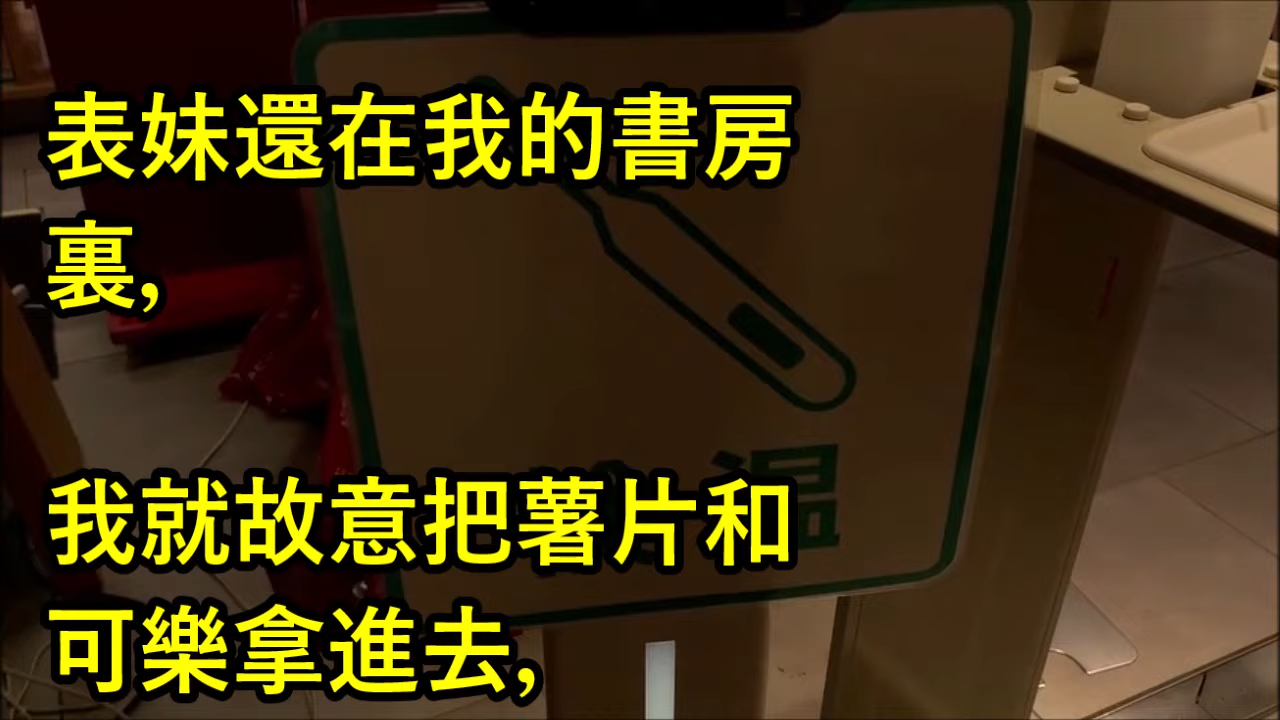 表妹還在我的書房
裏,
我就故意把薯片和
可樂拿進去,
溫